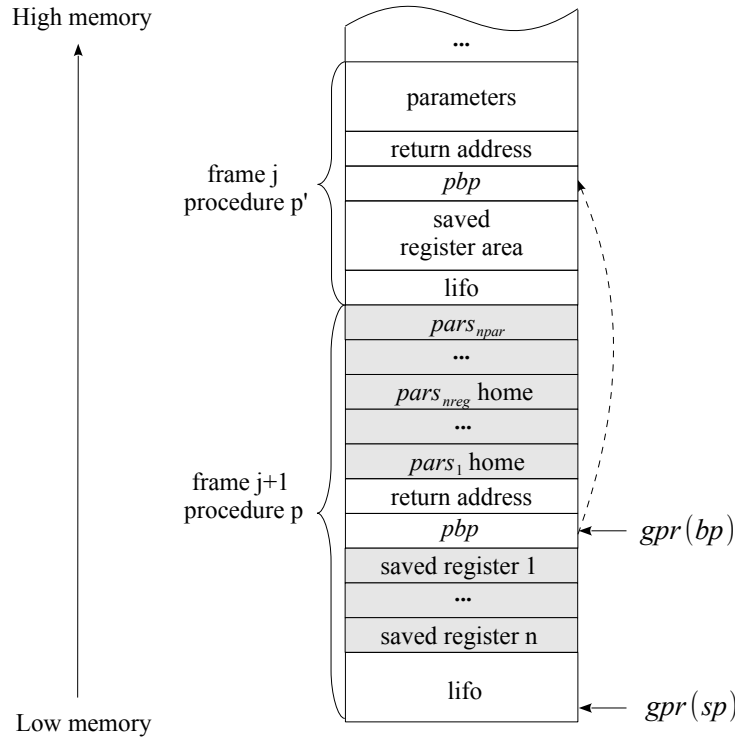 High memory
...
parameters
return address
frame j
procedure p'
pbp
saved
register area
lifo
pars_npar
...
pars_nreg home
...
pars_1 home
frame j+1
procedure p
return address
pbp
gpr(bp)
saved register 1
...
saved register n
lifo
gpr(sp)
Low memory